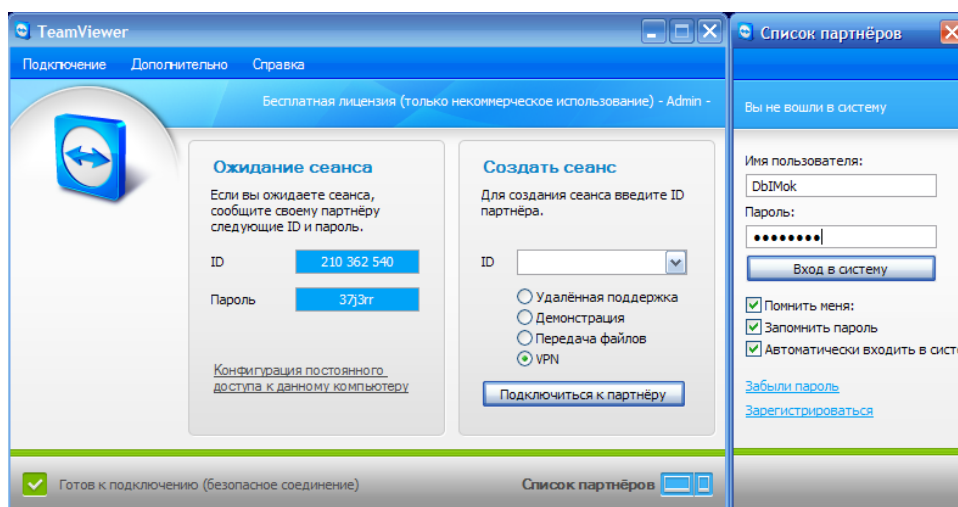 TeamViewer
Подключение Дополнительно Справка
Бесплатная лицензия (только некоммерческое использование) - Admin -
Ожидание сеанса
Если вы ожидаете сеанса,
сообщите своему партнёру
следующие ID и пароль.
ID 210 362 540
Пароль 37j3rr
Конфигурация постоянного
доступа к данному компьютеру
Создать сеанс
Для создания сеанса введите ID
партнёра.
ID
Удалённая поддержка
Демонстрация
Передача файлов
VPN
Подключиться к партнёру
Готов к подключению (безопасное соединение)
Список партнёров
Список партнёров
Вы не вошли в систему
Имя пользователя:
DbIMok
Пароль:
••••••••
Вход в систему
Помнить меня:
Запомнить пароль
Автоматически входить в сист
Забыли пароль
Зарегистрироваться